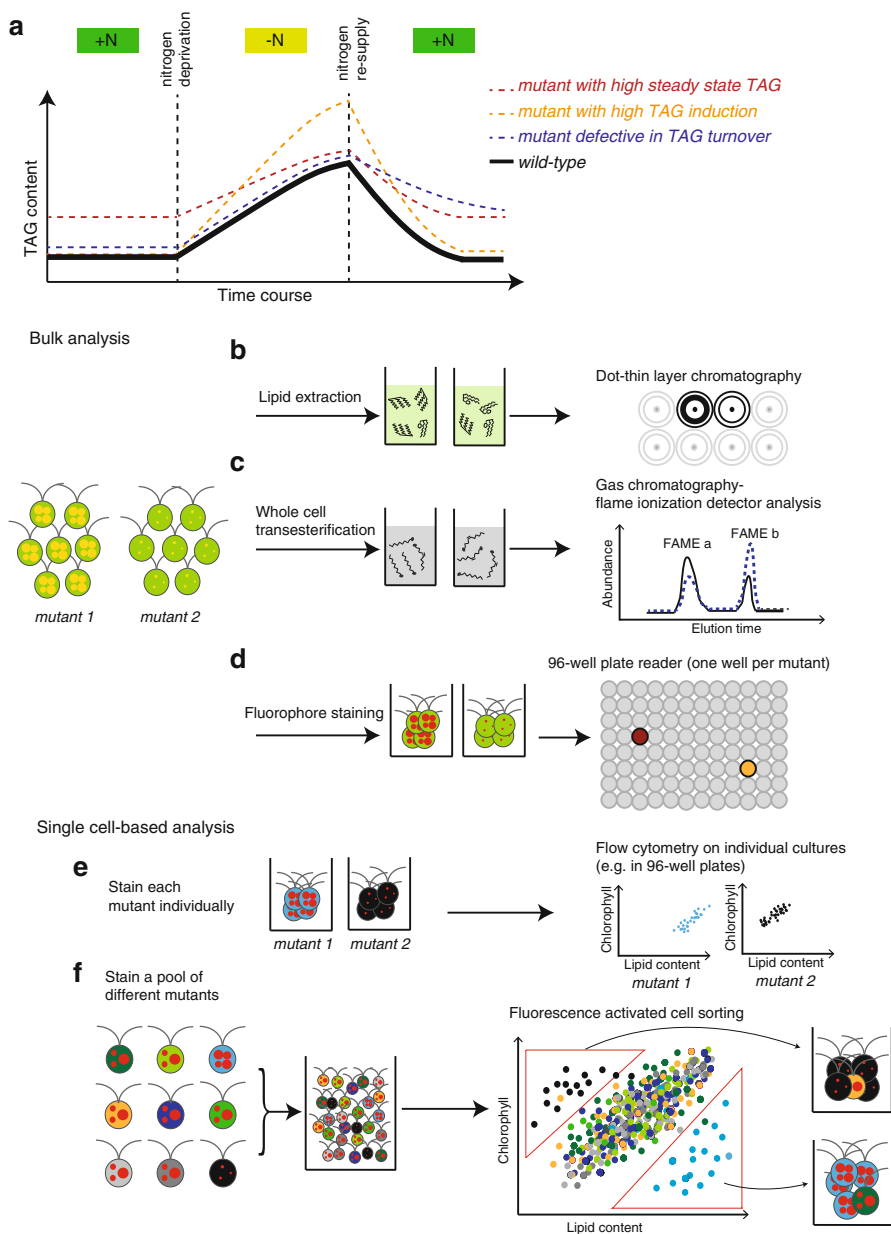 a
+N
nitrogen
deprivation
-N
nitrogen
re-supply
+N
mutant with high steady state TAG
mutant with high TAG induction
mutant defective in TAG turnover
wild-type
TAG content
Time course
Bulk analysis
b
Lipid extraction
Dot-thin layer chromatography
c
Whole cell
transesterification
Gas chromatography-
flame ionization detector analysis
FAME a
FAME b
Abundance
Elution time
mutant 1
mutant 2
d
Fluorophore staining
96-well plate reader (one well per mutant)
Single cell-based analysis
e
Stain each
mutant individually
mutant 1
mutant 2
Flow cytometry on individual cultures
(e.g. in 96-well plates)
Chlorophyll
Lipid content
mutant 1
Chlorophyll
Lipid content
mutant 2
f
Stain a pool of
different mutants
Fluorescence activated cell sorting
Chlorophyll
Lipid content